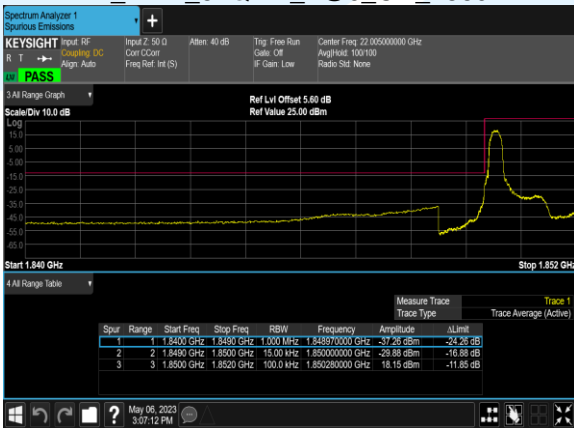 Spectrum Analyzer 1
Spurious Emissions
KEYSIGHT Input: RF Input Z: 50 Ω Atten: 40 dB Trig: Free Run Center Freq: 22.005000000 GHz
R T Coupling: DC Corr CCorr Gate: Off Avg|Hold: 100/100
Align: Auto Freq Ref: Int (S) IF Gain: Low Radio Std: None
PASS
3 All Range Graph
Ref Lvl Offset 5.60 dB
Scale/Div 10.0 dB Ref Value 25.00 dBm
Log
15.0
5.00
-5.00
-15.0
-25.0
-35.0
-45.0
-55.0
-65.0
Start 1.840 GHz Stop 1.852 GHz
4 All Range Table
Measure Trace Trace 1
Trace Type Trace Average (Active)
Spur Range Start Freq Stop Freq RBW Frequency Amplitude ΔLimit
1 1 1.8400 GHz 1.8490 GHz 1.000 MHz 1.848970000 GHz -37.26 dBm -24.26 dB
2 2 1.8490 GHz 1.8500 GHz 15.00 kHz 1.850000000 GHz -29.88 dBm -16.88 dB
3 3 1.8500 GHz 1.8520 GHz 100.0 kHz 1.850280000 GHz 18.15 dBm -11.85 dB
May 06, 2023
3:07:12 PM